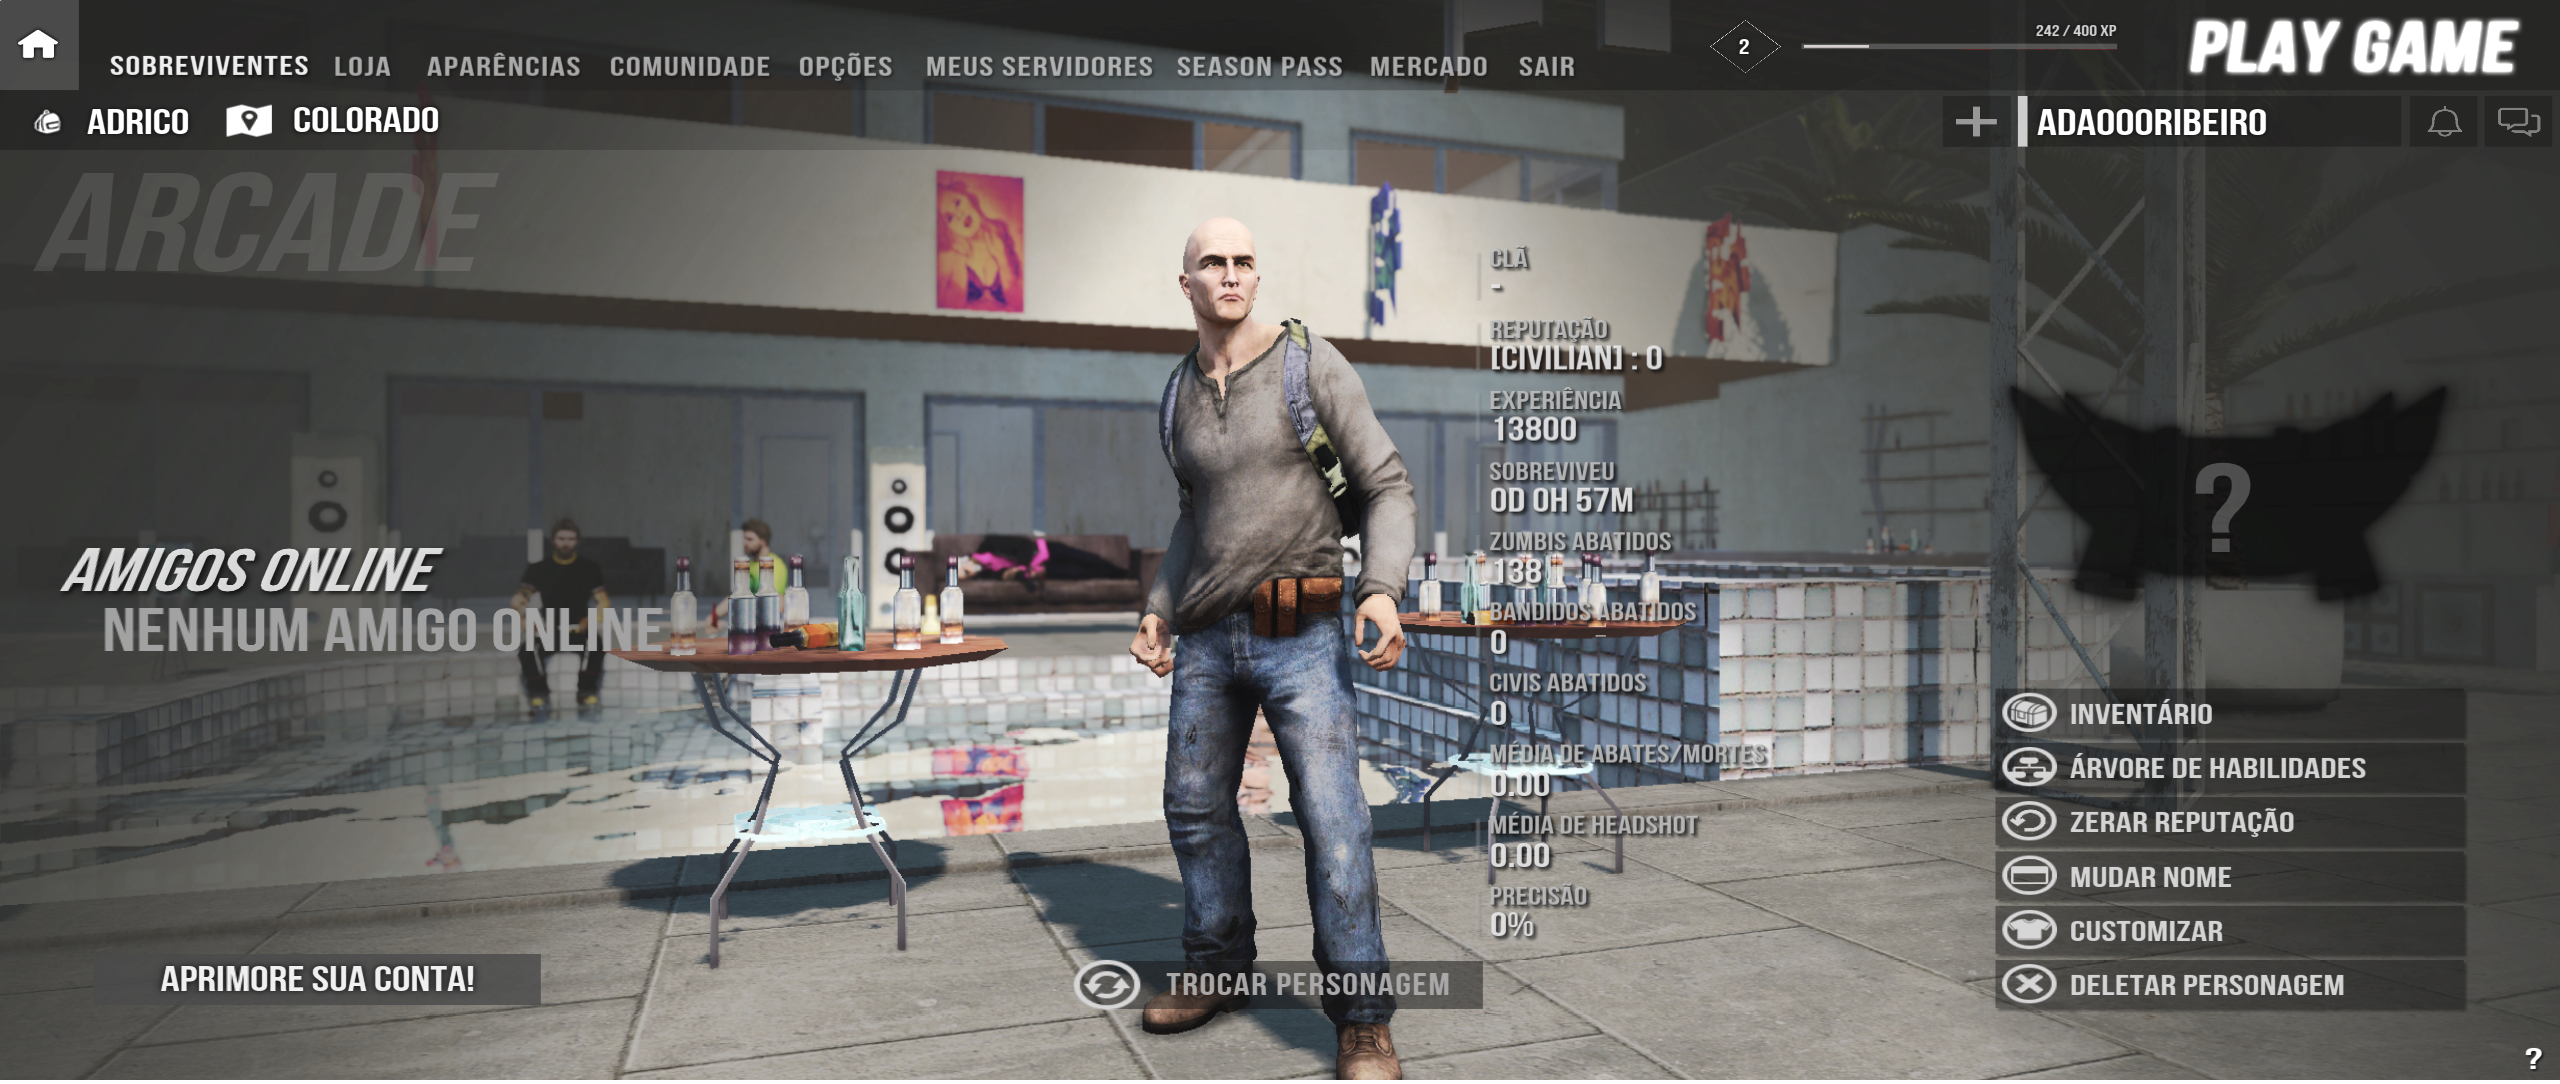 SOBREVIVENTES LOJA APARÊNCIAS COMUNIDADE OPÇÕES MEUS SERVIDORES SEASON PASS MERCADO SAIR
2
242 / 400 XP
PLAY GAME
ADRICO
COLORADO
ADAOOORIBEIRO
ARCADE
CLÃ
-
REPUTAÇÃO
[CIVILIAN] : 0
EXPERIÊNCIA
13800
SOBREVIVEU
0D 0H 57M
ZUMBIS ABATIDOS
138
BANDIDOS ABATIDOS
0
CIVIS ABATIDOS
0
MÉDIA DE ABATES/MORTES
0.00
MÉDIA DE HEADSHOT
0.00
PRECISÃO
0%
AMIGOS ONLINE
NENHUM AMIGO ONLINE
?
INVENTÁRIO
ÁRVORE DE HABILIDADES
ZERAR REPUTAÇÃO
MUDAR NOME
CUSTOMIZAR
DELETAR PERSONAGEM
APRIMORE SUA CONTA!
TROCAR PERSONAGEM
?